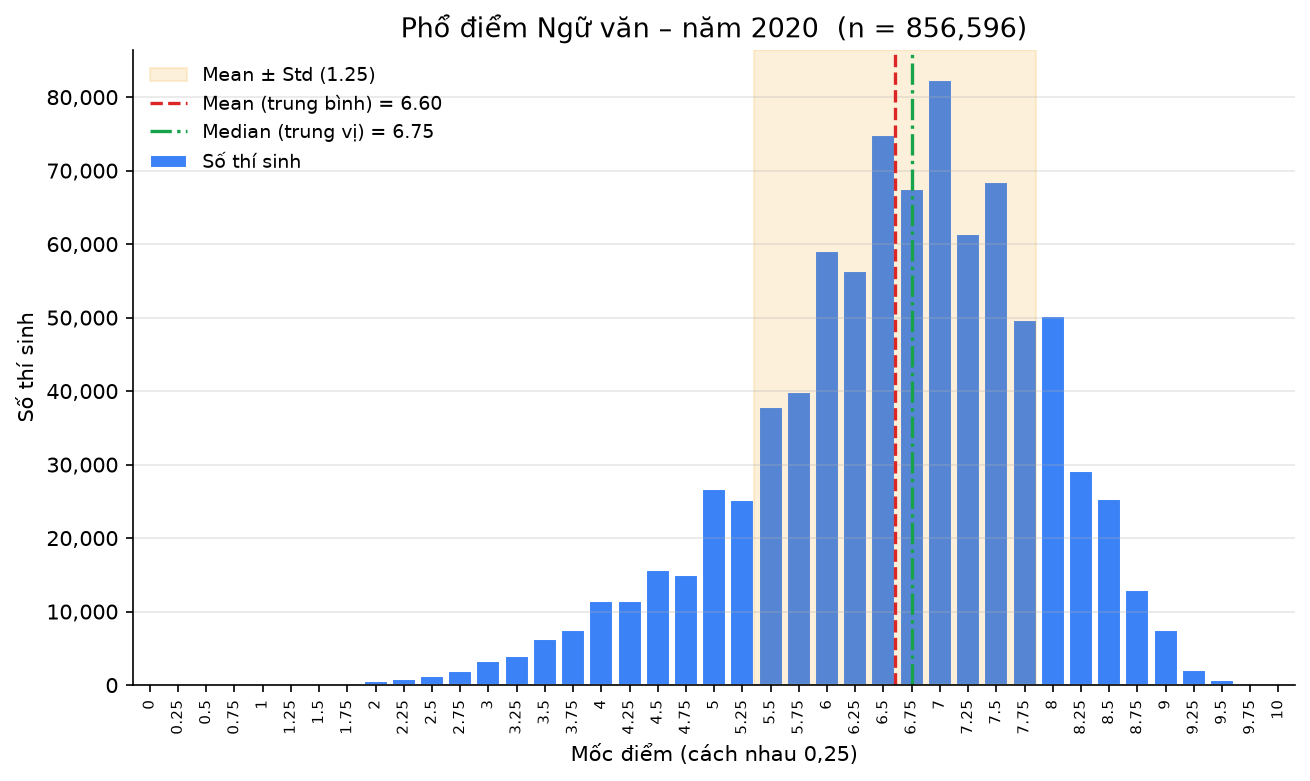 Phổ điểm Ngữ văn – năm 2020 (n = 856,596)
Mean ± Std (1.25)
Mean (trung bình) = 6.60
Median (trung vị) = 6.75
Số thí sinh
80,000
70,000
60,000
50,000
40,000
30,000
20,000
10,000
0
Số thí sinh
0 0.25 0.5 0.75 1 1.25 1.5 1.75 2 2.25 2.5 2.75 3 3.25 3.5 3.75 4 4.25 4.5 4.75 5 5.25 5.5 5.75 6 6.25 6.5 6.75 7 7.25 7.5 7.75 8 8.25 8.5 8.75 9 9.25 9.5 9.75 10
Mốc điểm (cách nhau 0,25)